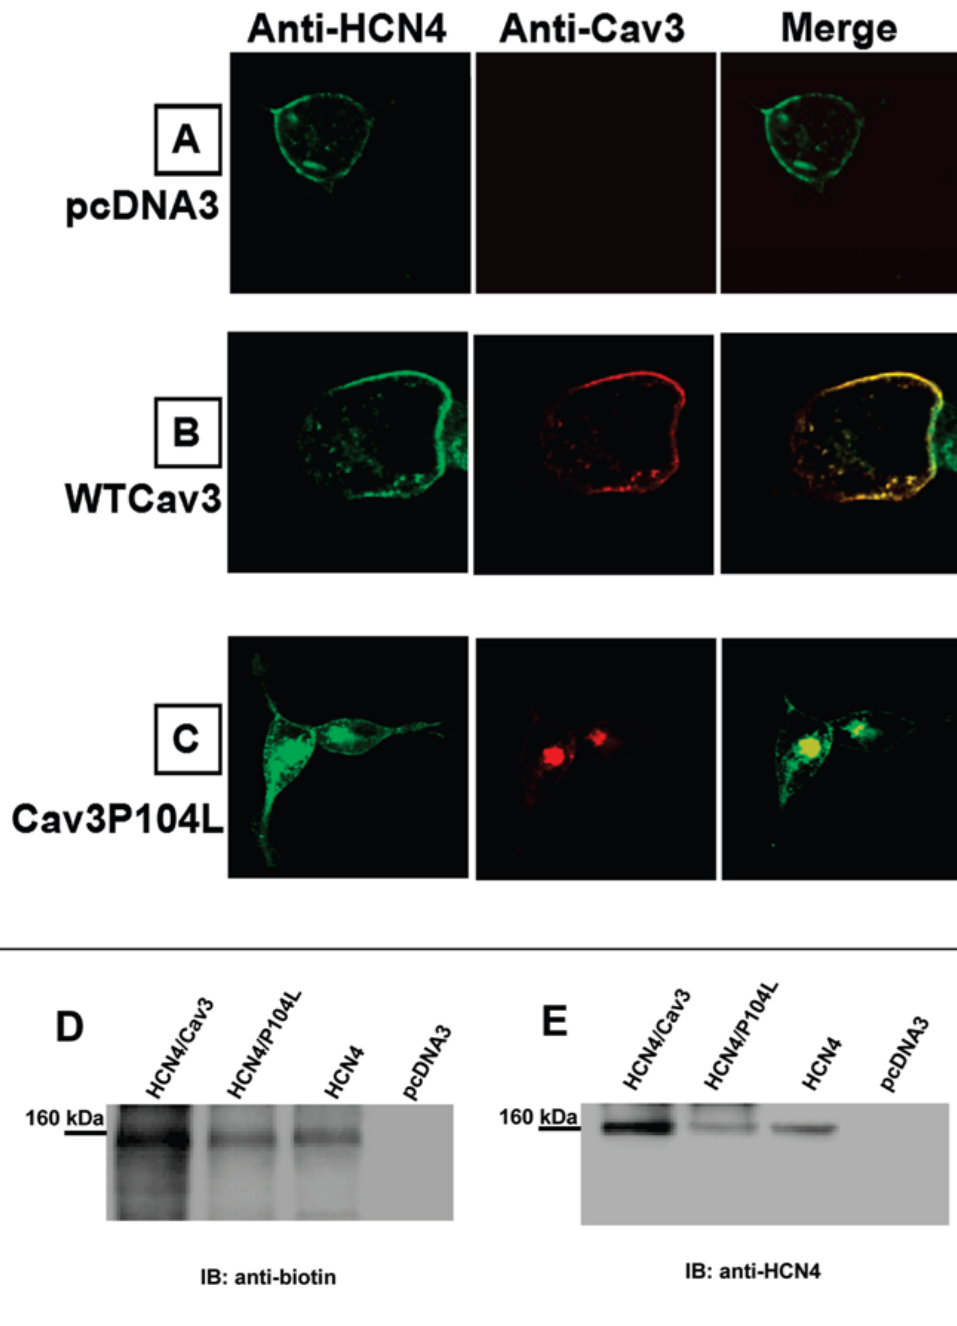 Anti-HCN4 Anti-Cav3 Merge
A
pcDNA3
B
WTCav3
C
Cav3P104L
D
HCN4/Cav3
HCN4/P104L
HCN4
pcDNA3
160 kDa
IB: anti-biotin
E
HCN4/Cav3
HCN4/P104L
HCN4
pcDNA3
160 kDa
IB: anti-HCN4